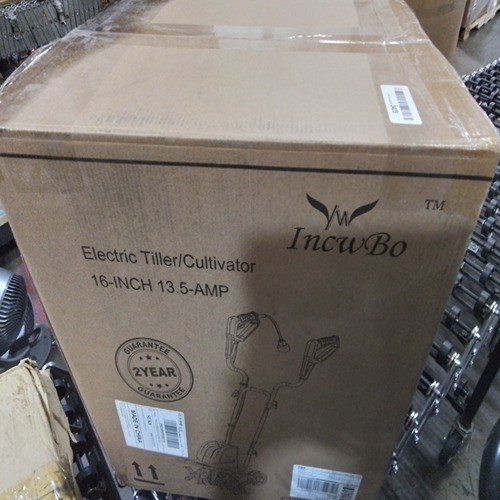 IncwBo
TM
Electric Tiller/Cultivator
16-INCH 13.5-AMP
GUARANTEE
2YEAR
GUARANTEE